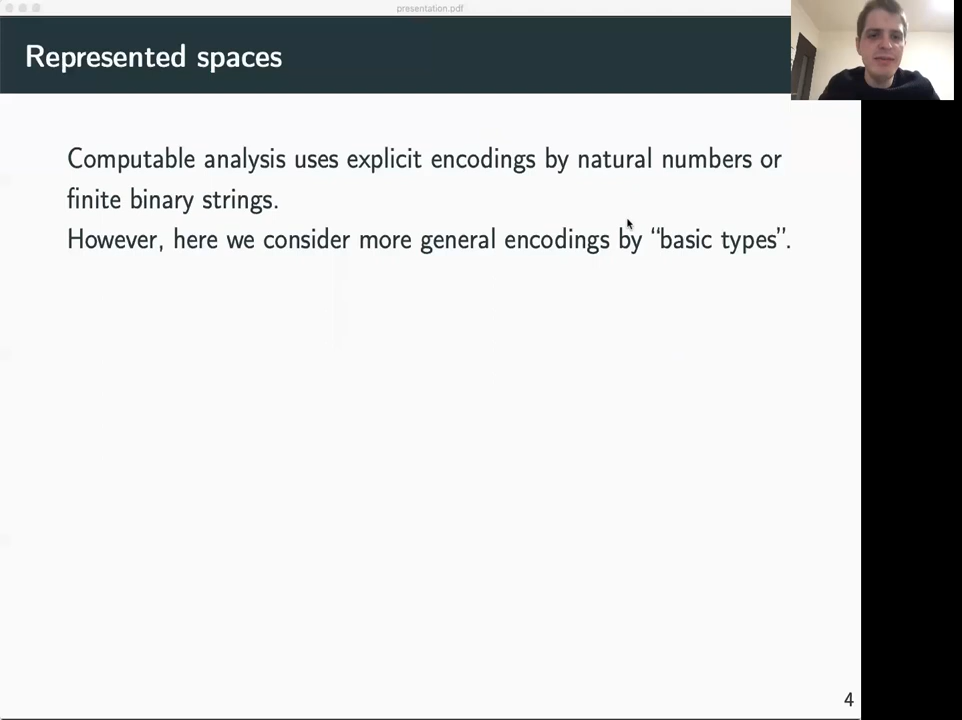 presentation.pdf
Represented spaces
Computable analysis uses explicit encodings by natural numbers or
finite binary strings.
However, here we consider more general encodings by “basic types”.
4